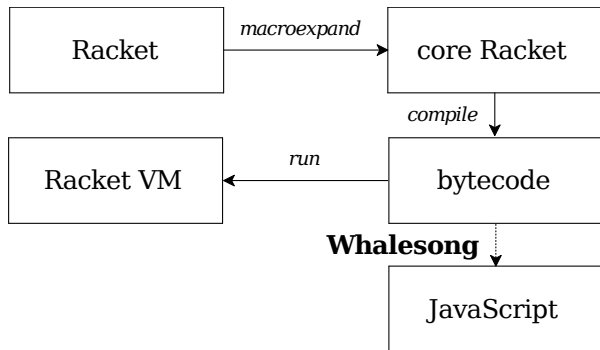 Racket
macroexpand
core Racket
compile
Racket VM
run
bytecode
Whalesong
JavaScript